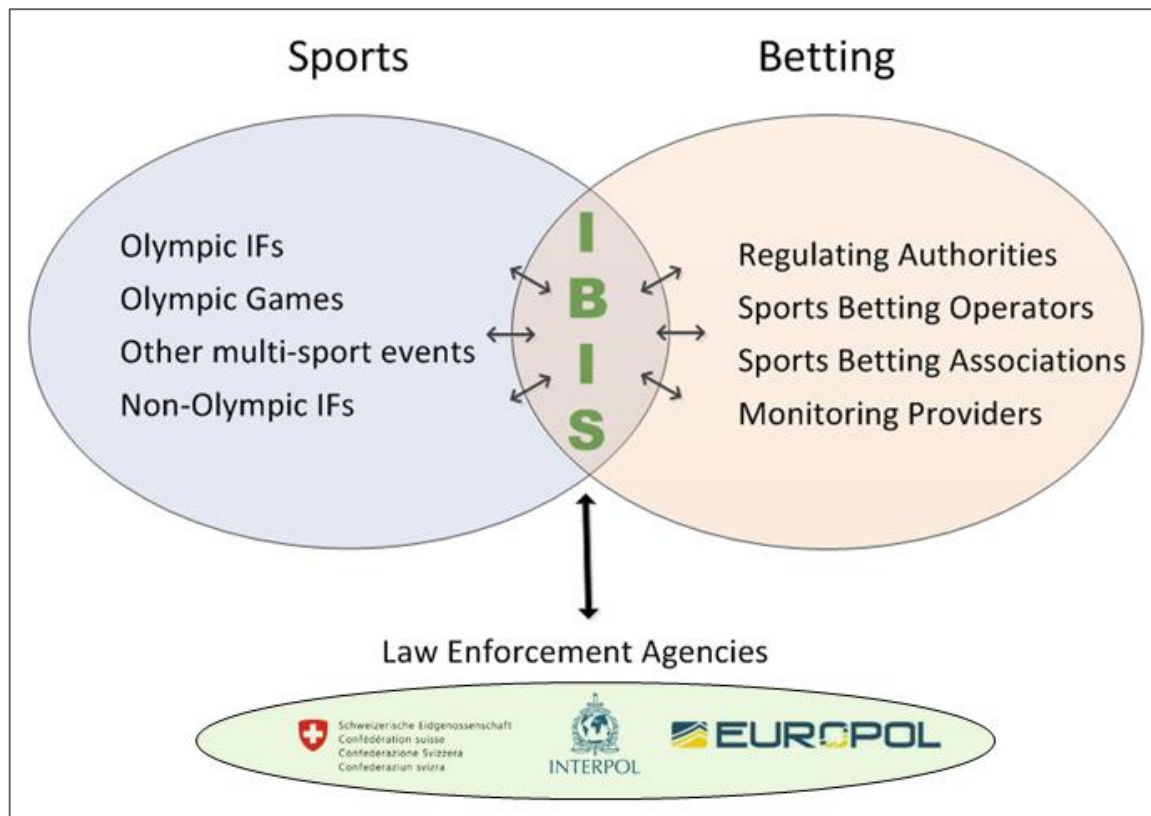 Sports
Betting
Olympic IFs
Olympic Games
Other multi-sport events
Non-Olympic IFs
I
B
I
S
Regulating Authorities
Sports Betting Operators
Sports Betting Associations
Monitoring Providers
Law Enforcement Agencies
Schweizerische Eidgenossenschaft
Confédération suisse
Confederazione Svizzera
Confederaziun svizra
INTERPOL
EUROPOL